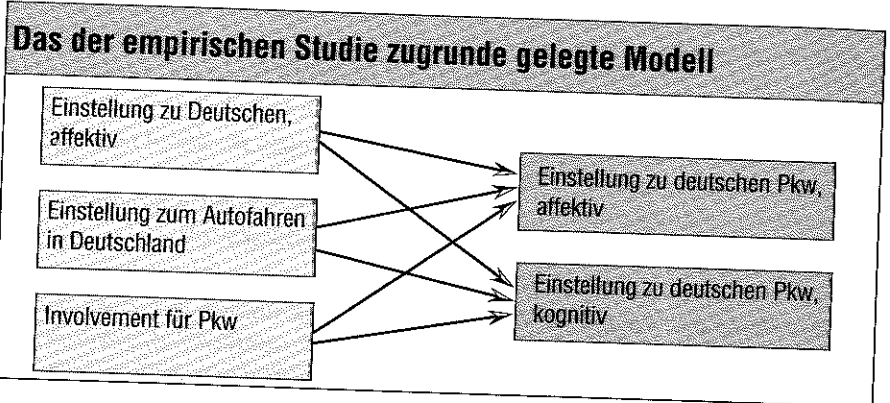 Das der empirischen Studie zugrunde gelegte Modell
Einstellung zu Deutschen,
affektiv
Einstellung zum Autofahren
in Deutschland
Involvement für Pkw
Einstellung zu deutschen Pkw,
affektiv
Einstellung zu deutschen Pkw,
kognitiv